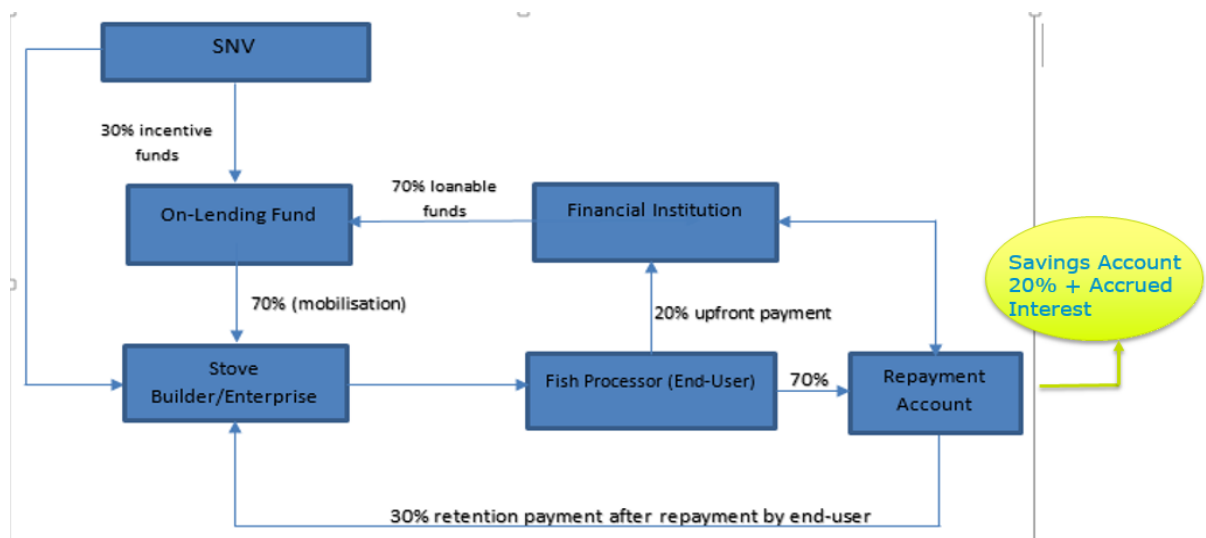 SNV
30% incentive
funds
On-Lending Fund
70% loanable
funds
Financial Institution
Savings Account
20% + Accrued
Interest
70% (mobilisation)
20% upfront payment
Stove
Builder/Enterprise
Fish Processor (End-User)
70%
Repayment
Account
30% retention payment after repayment by end-user